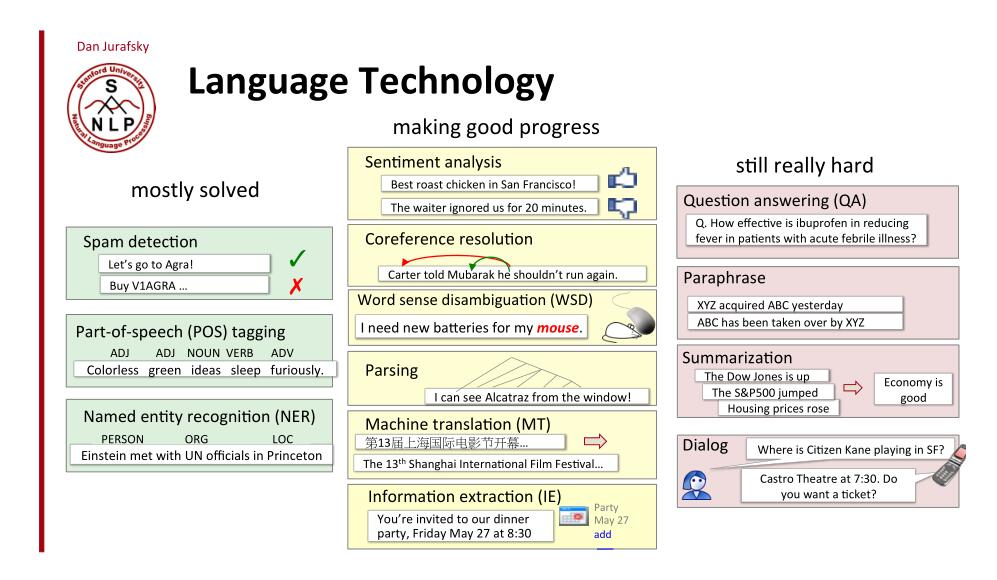 Dan Jurafsky
Stanford University
S
NLP
Natural Language Processing
Language Technology
mostly solved
Spam detection
Let's go to Agra!
✓
Buy V1AGRA …
✗
Part-of-speech (POS) tagging
ADJ ADJ NOUN VERB ADV
Colorless green ideas sleep furiously.
Named entity recognition (NER)
PERSON ORG LOC
Einstein met with UN officials in Princeton
making good progress
Sentiment analysis
Best roast chicken in San Francisco!
The waiter ignored us for 20 minutes.
Coreference resolution
Carter told Mubarak he shouldn't run again.
Word sense disambiguation (WSD)
I need new batteries for my mouse.
Parsing
I can see Alcatraz from the window!
Machine translation (MT)
第13届上海国际电影节开幕…
The 13th Shanghai International Film Festival…
Information extraction (IE)
You're invited to our dinner
party, Friday May 27 at 8:30
Party
May 27
add
still really hard
Question answering (QA)
Q. How effective is ibuprofen in reducing
fever in patients with acute febrile illness?
Paraphrase
XYZ acquired ABC yesterday
ABC has been taken over by XYZ
Summarization
The Dow Jones is up
The S&P500 jumped
Housing prices rose
Economy is
good
Dialog
Where is Citizen Kane playing in SF?
Castro Theatre at 7:30. Do
you want a ticket?